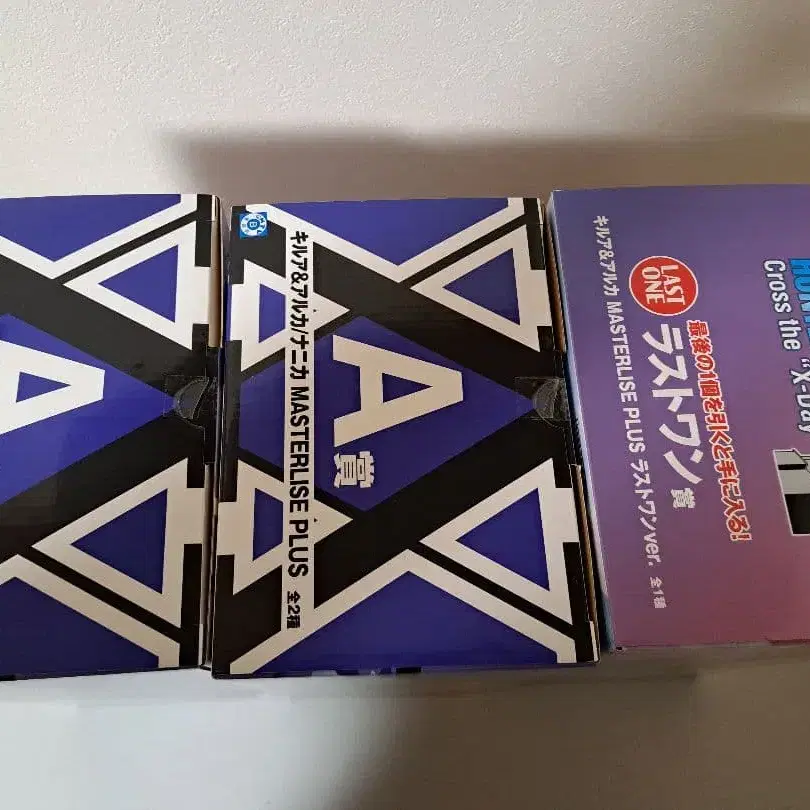 A
A賞
キルア&アルカ/ナニカ MASTERLISE PLUS 全2種
B
LAST
ONE
最後の1個を引くと手に入る!
ラストワン賞
キルア&アルカ MASTERLISE PLUS ラストワンver. 全1種
Cross the "X-Day